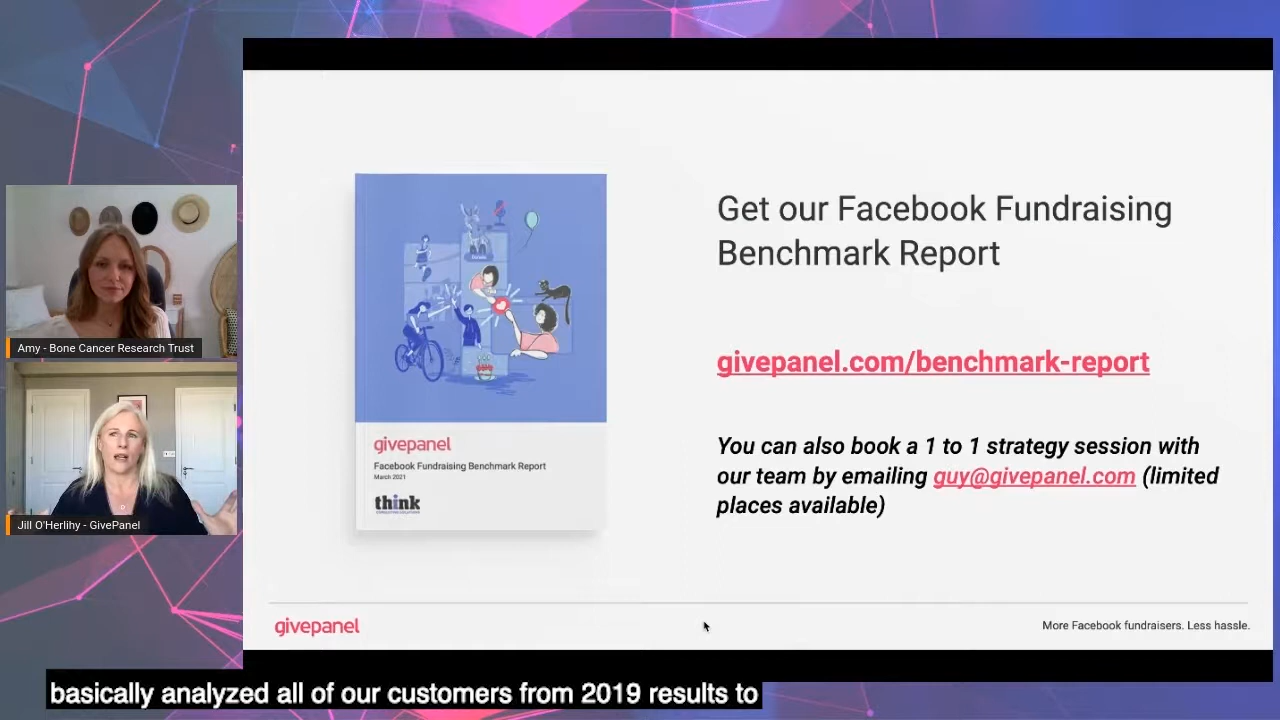 Get our Facebook Fundraising
Benchmark Report
givepanel.com/benchmark-report
You can also book a 1 to 1 strategy session with
our team by emailing guy@givepanel.com (limited
places available)
givepanel
Facebook Fundraising Benchmark Report
March 2021
think
CONSULTING SOLUTIONS
Amy - Bone Cancer Research Trust
Jill O'Herlihy - GivePanel
givepanel
More Facebook fundraisers. Less hassle.
basically analyzed all of our customers from 2019 results to